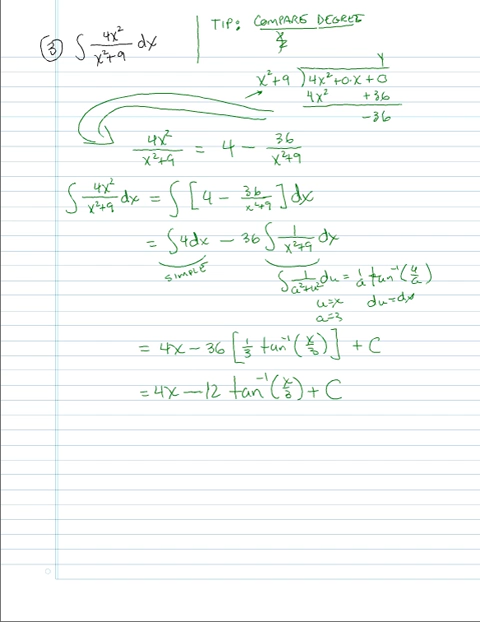 ③ ∫ 4x²/(x²+9) dx
TIP: COMPARE DEGREE
2/2
4
x²+9 ) 4x²+0·x+0
4x² +36
-36
4x²/(x²+9) = 4 - 36/(x²+9)
∫ 4x²/(x²+9) dx = ∫ [4 - 36/(x²+9)] dx
= ∫4dx - 36 ∫ 1/(x²+9) dx
SIMPLE
∫ 1/(a²+u²) du = 1/a tan⁻¹(u/a)
u=x du=dx
a=3
= 4x - 36 [1/3 tan⁻¹(x/3)] + C
= 4x - 12 tan⁻¹(x/3) + C